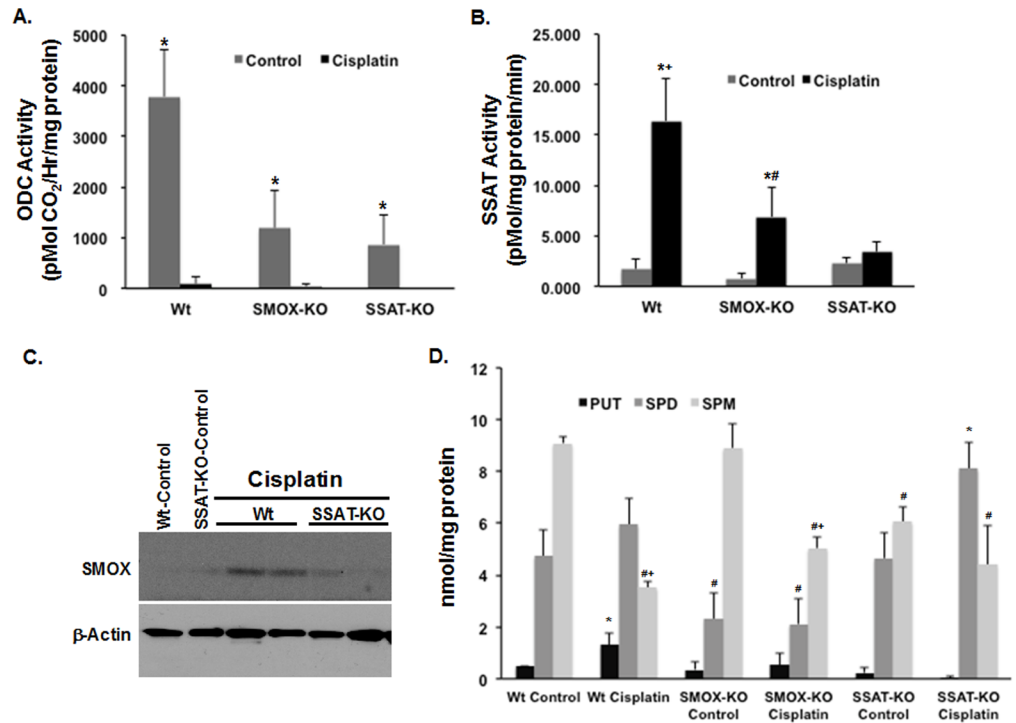 A.
ODC Activity
(pMol CO₂/Hr/mg protein)
6000
5000
4000
3000
2000
1000
0
Control
Cisplatin
*
*
*
Wt
SMOX-KO
SSAT-KO
B.
SSAT Activity
(pMol/mg protein/min)
25.000
20.000
15.000
10.000
5.000
0.000
Control
Cisplatin
*+
*#
Wt
SMOX-KO
SSAT-KO
C.
Wt-Control
SSAT-KO-Control
Cisplatin
Wt
SSAT-KO
SMOX
β-Actin
D.
nmol/mg protein
12
10
8
6
4
2
0
PUT
SPD
SPM
*
#+
#
#
#+
#
*
#
Wt Control
Wt Cisplatin
SMOX-KO
Control
SMOX-KO
Cisplatin
SSAT-KO
Control
SSAT-KO
Cisplatin